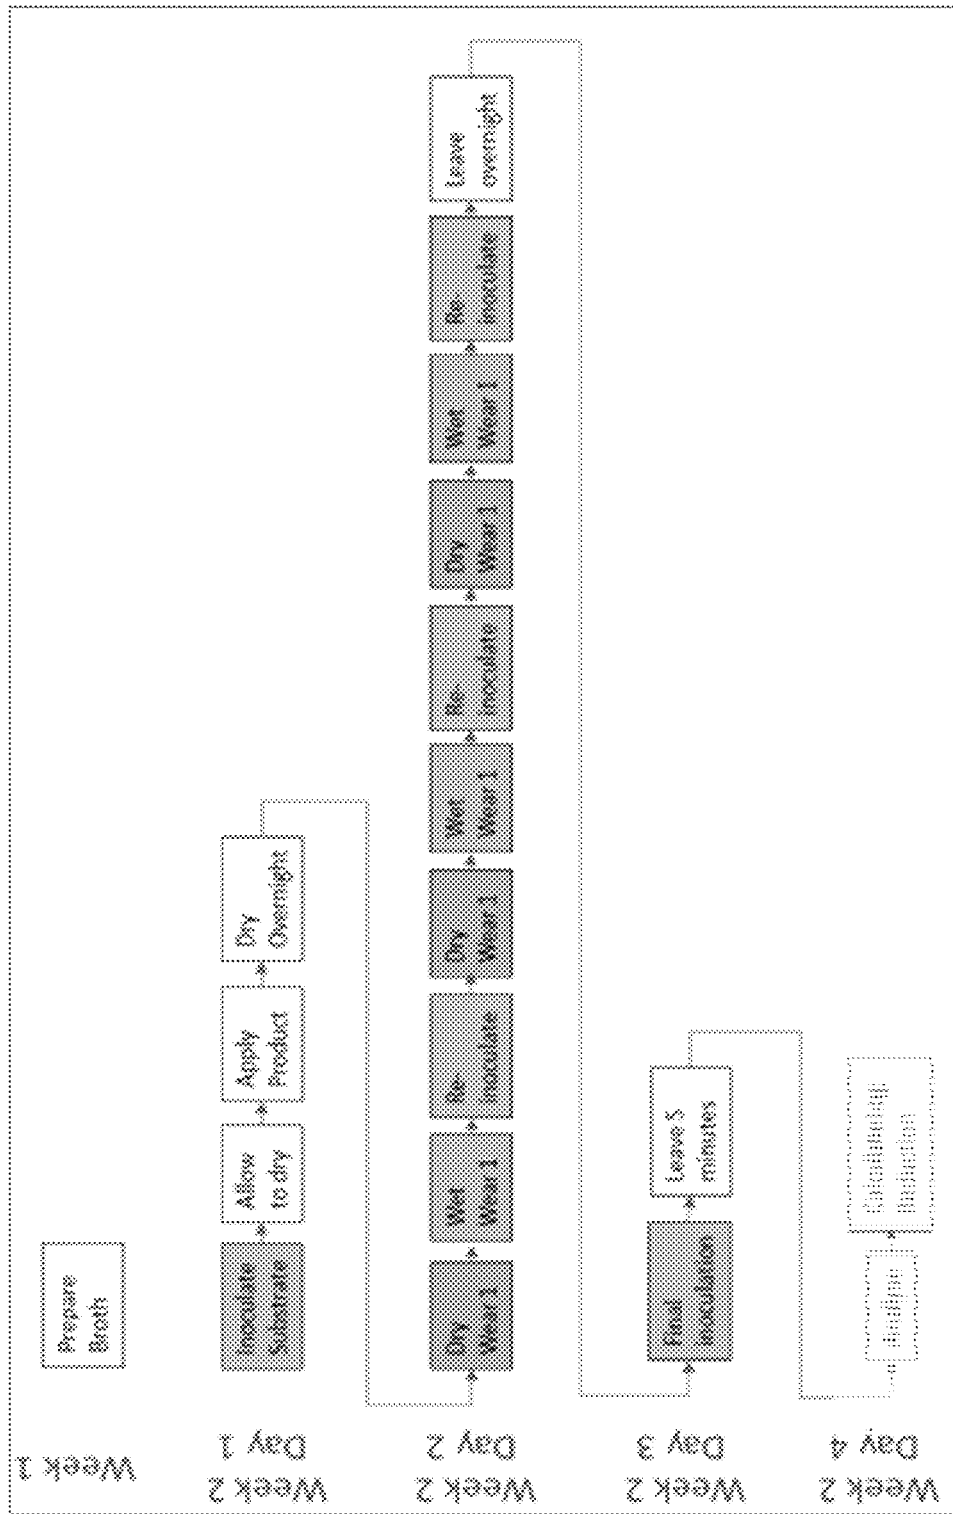 Week 1
Prepare
Broth
Week 2
Day 1
Inoculate
Substrate
Allow
to dry
Apply
Product
Dry
Overnight
Week 2
Day 2
Dry
Wear 1
Wet
Wear 1
Re-
inoculate
Dry
Wear 1
Wet
Wear 1
Re-
inoculate
Dry
Wear 1
Wet
Wear 1
Re
inoculate
Leave
overnight
Week 2
Day 3
Final
inoculation
Leave 5
minutes
Week 2
Day 4
Analyse
Reduction